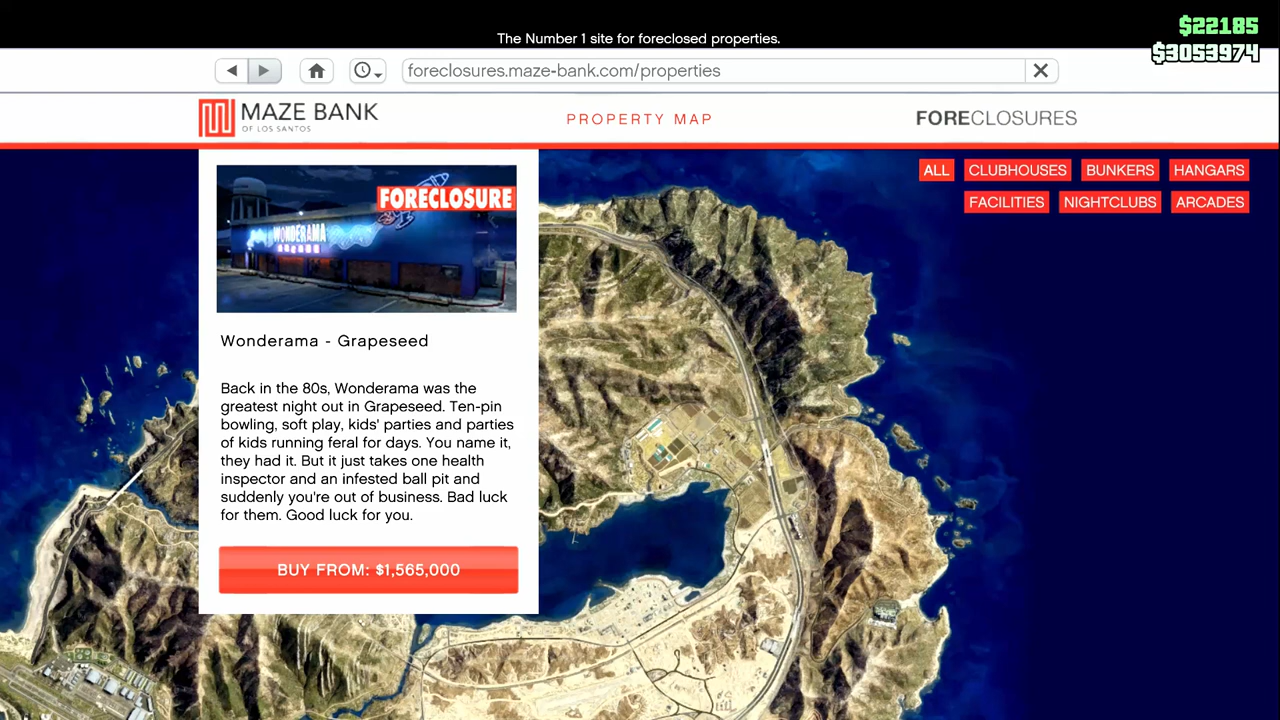 The Number 1 site for foreclosed properties.
$22185
$3053974
foreclosures.maze-bank.com/properties
MAZE BANK
OF LOS SANTOS
PROPERTY MAP
FORECLOSURES
ALL
CLUBHOUSES
BUNKERS
HANGARS
FACILITIES
NIGHTCLUBS
ARCADES
FORECLOSURE
WONDERAMA
Wonderama - Grapeseed
Back in the 80s, Wonderama was the
greatest night out in Grapeseed. Ten-pin
bowling, soft play, kids' parties and parties
of kids running feral for days. You name it,
they had it. But it just takes one health
inspector and an infested ball pit and
suddenly you're out of business. Bad luck
for them. Good luck for you.
BUY FROM: $1,565,000